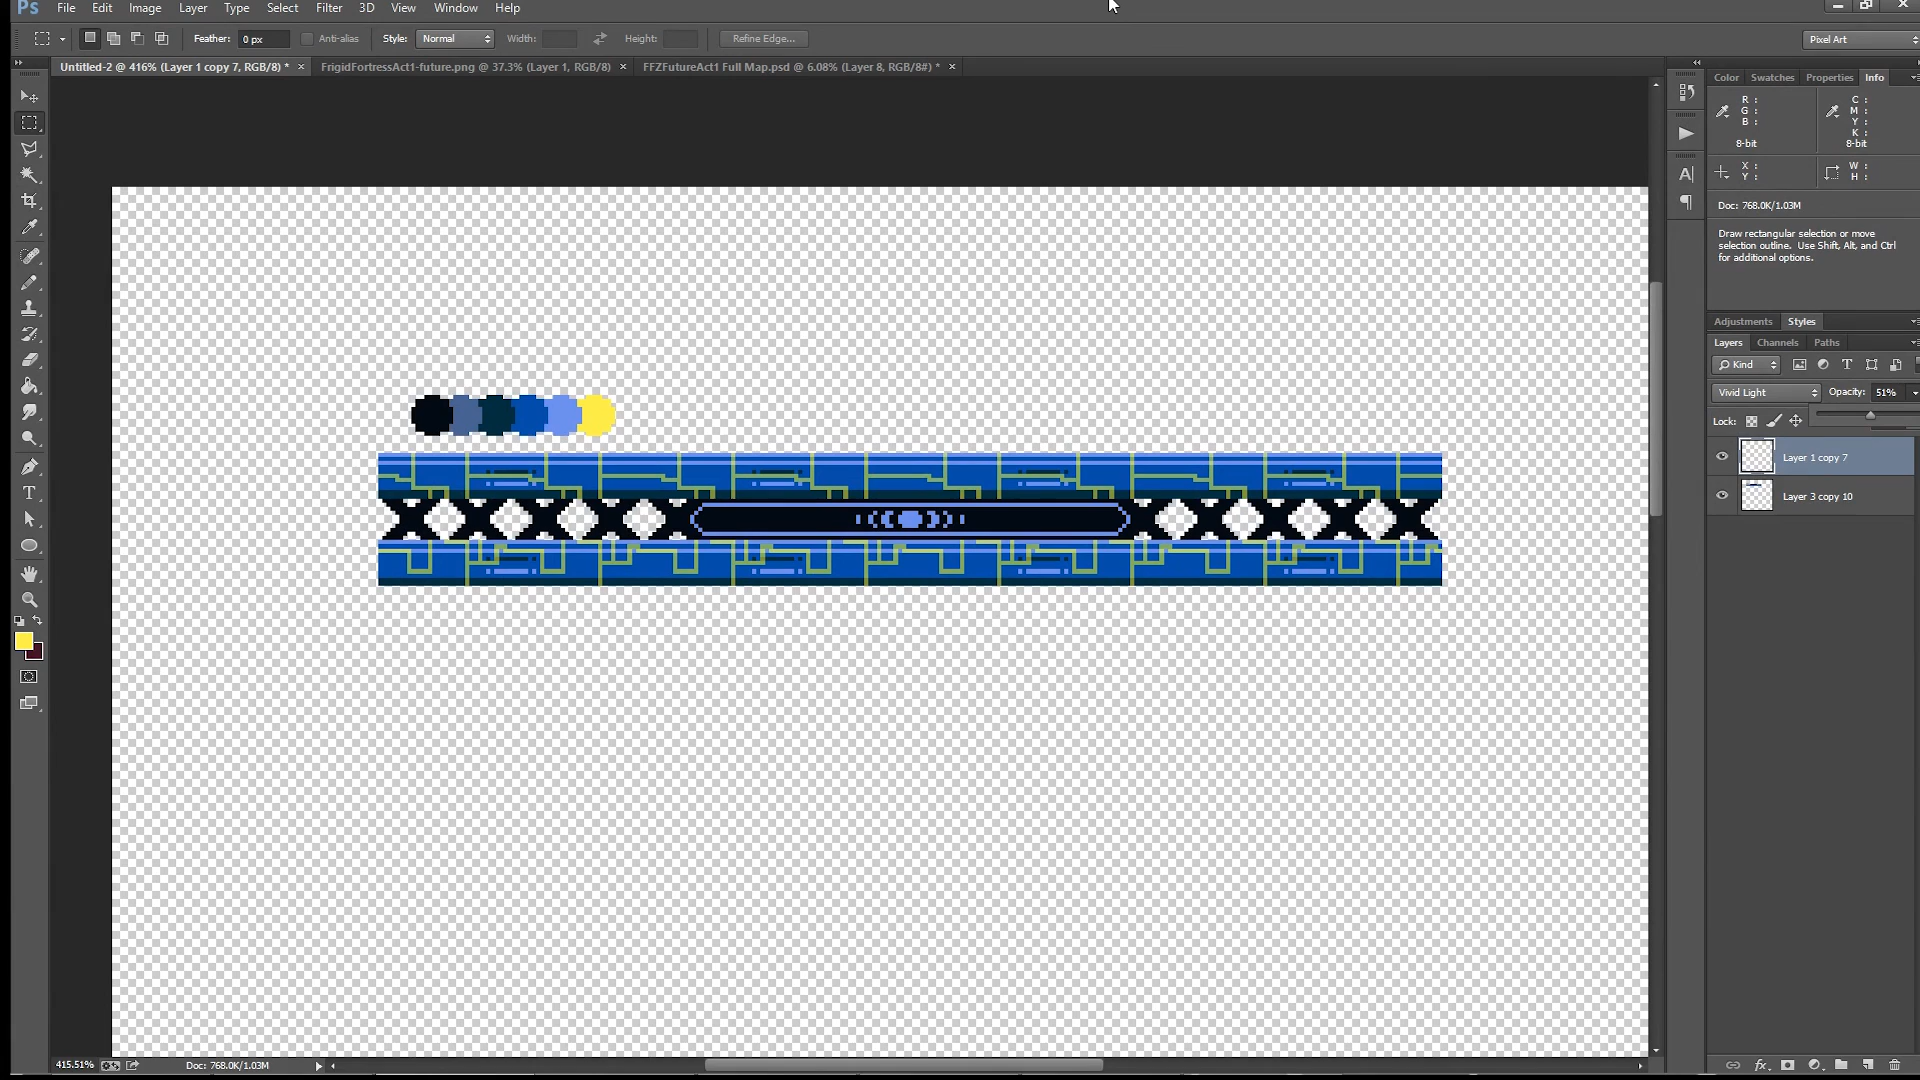 Ps File Edit Image Layer Type Select Filter 3D View Window Help
Feather: 0 px Anti-alias Style: Normal Width: Height: Refine Edge... Pixel Art
Untitled-2 @ 416% (Layer 1 copy 7, RGB/8) * × FrigidFortressAct1-future.png @ 37.3% (Layer 1, RGB/8) × FFZFutureAct1 Full Map.psd @ 6.08% (Layer 8, RGB/8#) * ×
Color Swatches Properties Info
R : C :
G : M :
B : Y :
K :
8-bit 8-bit
X : W :
Y : H :
Doc: 768.0K/1.03M
Draw rectangular selection or move
selection outline. Use Shift, Alt, and Ctrl
for additional options.
Adjustments Styles
Layers Channels Paths
Kind
Vivid Light Opacity: 51%
Lock:
Layer 1 copy 7
Layer 3 copy 10
fx
415.51% Doc: 768.0K/1.03M